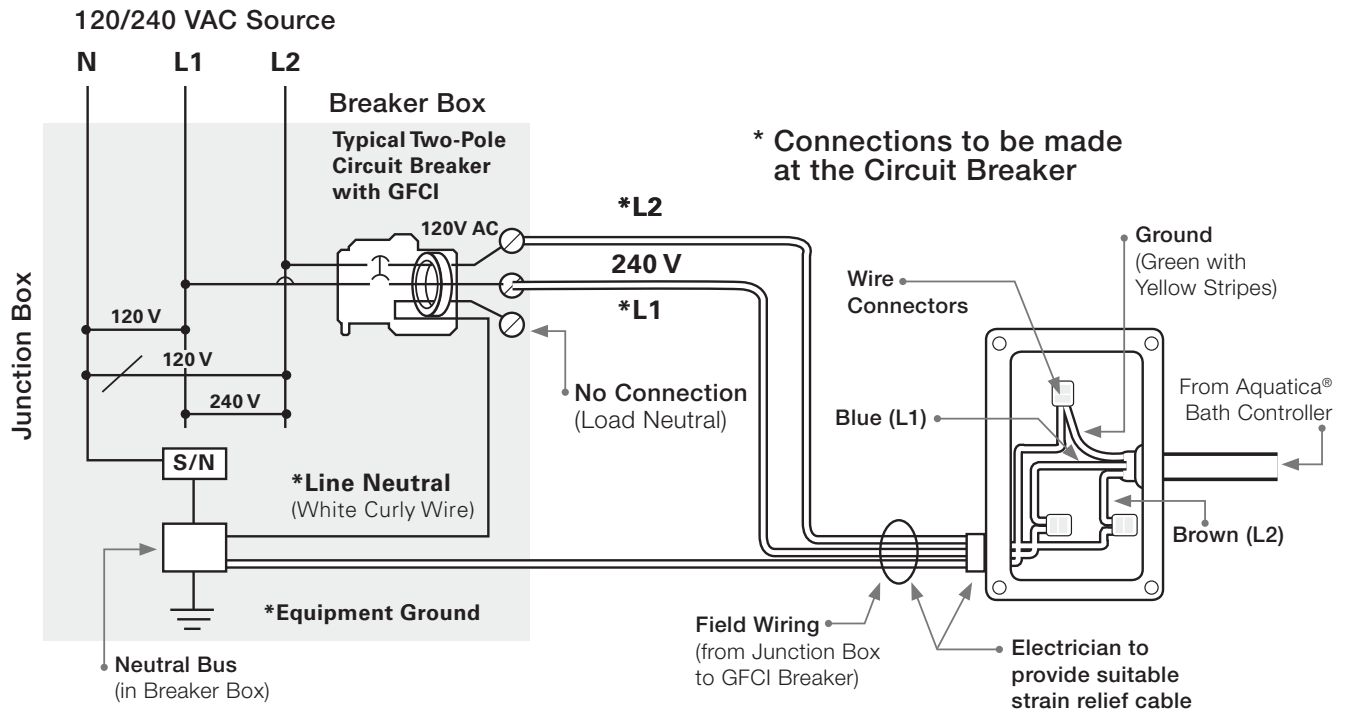 120/240 VAC Source
N L1 L2
Breaker Box
Typical Two-Pole
Circuit Breaker
with GFCI
* Connections to be made
at the Circuit Breaker
120V AC
*L2
240 V
*L1
Junction Box
120 V
120 V
240 V
No Connection
(Load Neutral)
S/N
*Line Neutral
(White Curly Wire)
*Equipment Ground
Neutral Bus
(in Breaker Box)
Wire
Connectors
Ground
(Green with
Yellow Stripes)
Blue (L1)
From Aquatica®
Bath Controller
Brown (L2)
Field Wiring
(from Junction Box
to GFCI Breaker)
Electrician to
provide suitable
strain relief cable